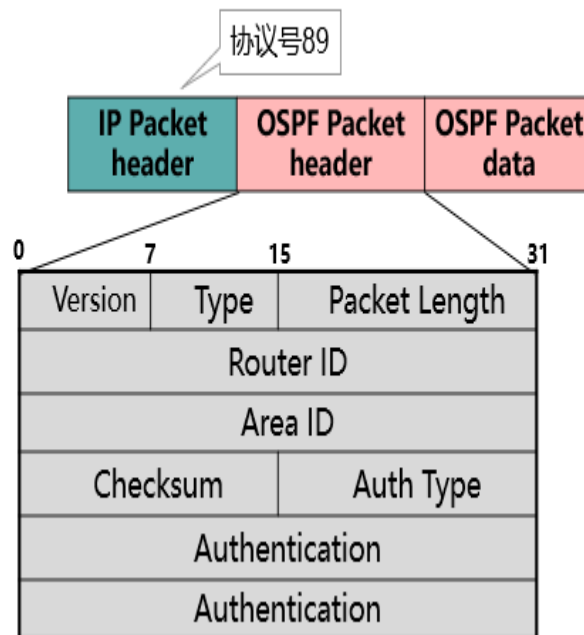 协议号89
IP Packet header
OSPF Packet header
OSPF Packet data
0 7 15 31
Version Type Packet Length
Router ID
Area ID
Checksum Auth Type
Authentication
Authentication